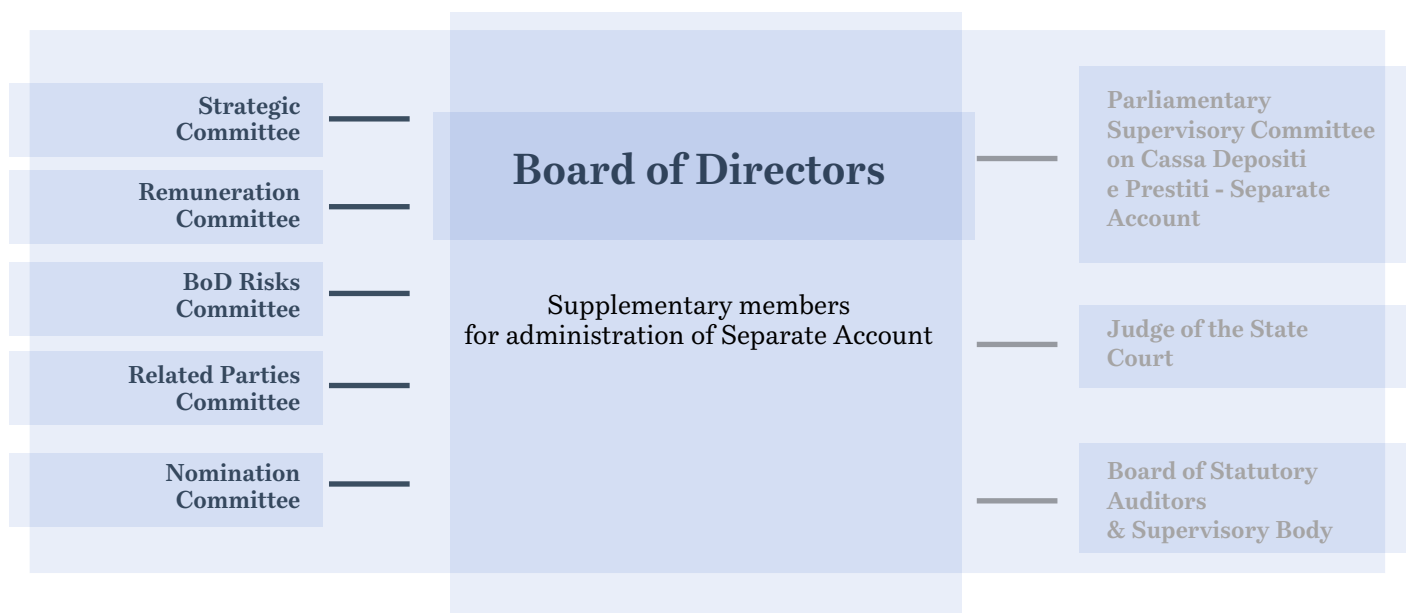 Strategic
Committee
Remuneration
Committee
BoD Risks
Committee
Related Parties
Committee
Nomination
Committee
Board of Directors
Supplementary members
for administration of Separate Account
Parliamentary
Supervisory Committee
on Cassa Depositi
e Prestiti - Separate
Account
Judge of the State
Court
Board of Statutory
Auditors
& Supervisory Body